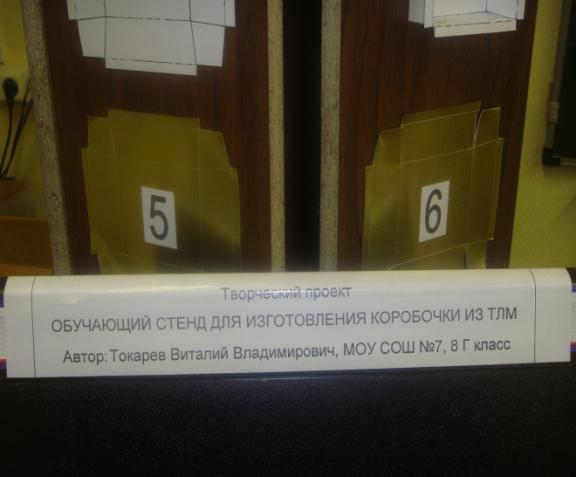 5
6
Творческий проект
ОБУЧАЮЩИЙ СТЕНД ДЛЯ ИЗГОТОВЛЕНИЯ КОРОБОЧКИ ИЗ ТЛМ
Автор: Токарев Виталий Владимирович, МОУ СОШ №7, 8 Г класс